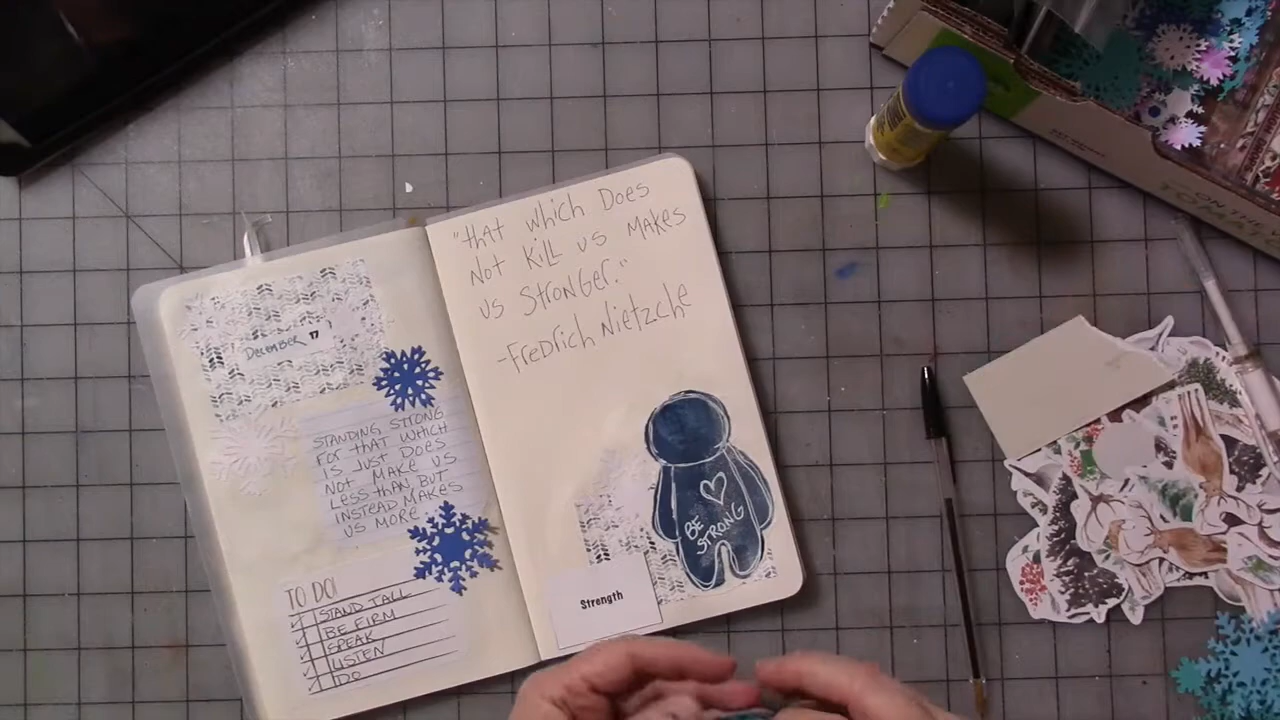 December 17
STANDING STRONG
FOR THAT WHICH
IS JUST DOES
NOT MAKE US
LESS THAN BUT
INSTEAD MAKES
US MORE
TO DO!
STAND TALL
BE FIRM
SPEAK
LISTEN
DO
"that which Does
Not Kill us Makes
us StronGer."
-FreDrich Nietzche
BE
STRONG
Strength